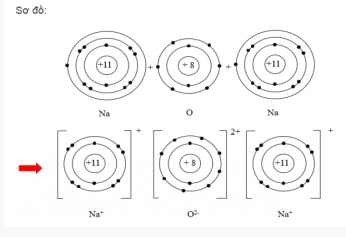 Sơ đồ:
+11 + + 8 + +11
Na O Na
+ 2+ +
+11 + 8 +11
Na⁺ O²⁻ Na⁺